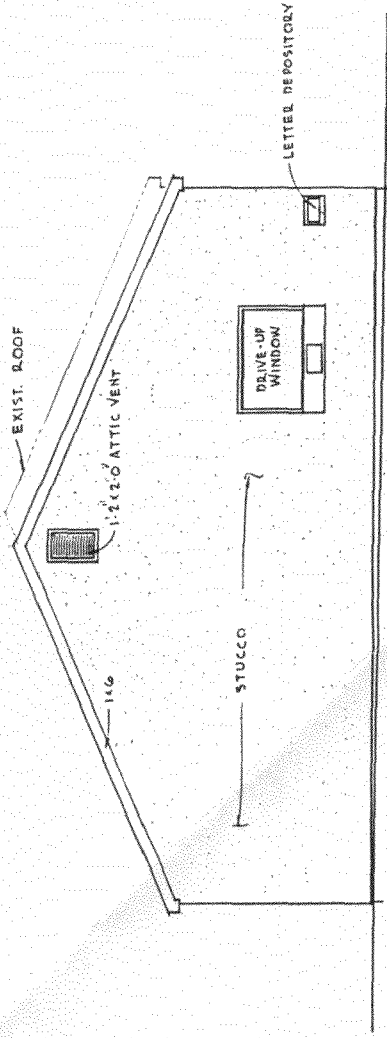 EXIST. ROOF
1'-2"x2'-0" ATTIC VENT
1x6
STUCCO
DRIVE-UP
WINDOW
LETTER DEPOSITORY